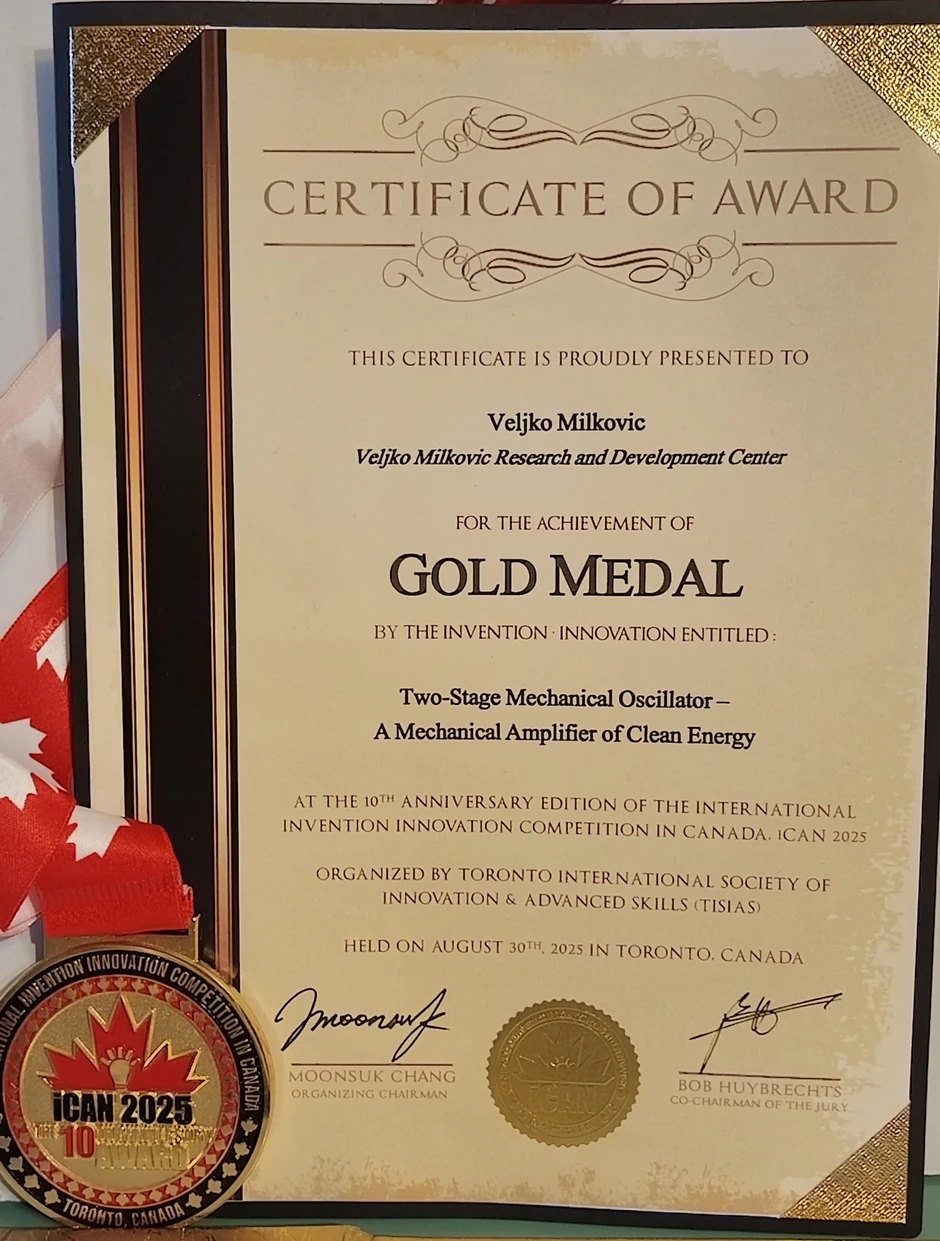 CERTIFICATE OF AWARD
THIS CERTIFICATE IS PROUDLY PRESENTED TO
Veljko Milkovic
Veljko Milkovic Research and Development Center
FOR THE ACHIEVEMENT OF
GOLD MEDAL
BY THE INVENTION · INNOVATION ENTITLED :
Two-Stage Mechanical Oscillator –
A Mechanical Amplifier of Clean Energy
AT THE 10TH ANNIVERSARY EDITION OF THE INTERNATIONAL
INVENTION INNOVATION COMPETITION IN CANADA, iCAN 2025
ORGANIZED BY TORONTO INTERNATIONAL SOCIETY OF
INNOVATION & ADVANCED SKILLS (TISIAS)
HELD ON AUGUST 30TH, 2025 IN TORONTO, CANADA
Moonsuk
MOONSUK CHANG
ORGANIZING CHAIRMAN
iCAN
BOB HUYBRECHTS
CO-CHAIRMAN OF THE JURY
INVENTION INNOVATION COMPETITION IN CANADA
iCAN 2025
10
AWARD
TORONTO, CANADA
CANADA